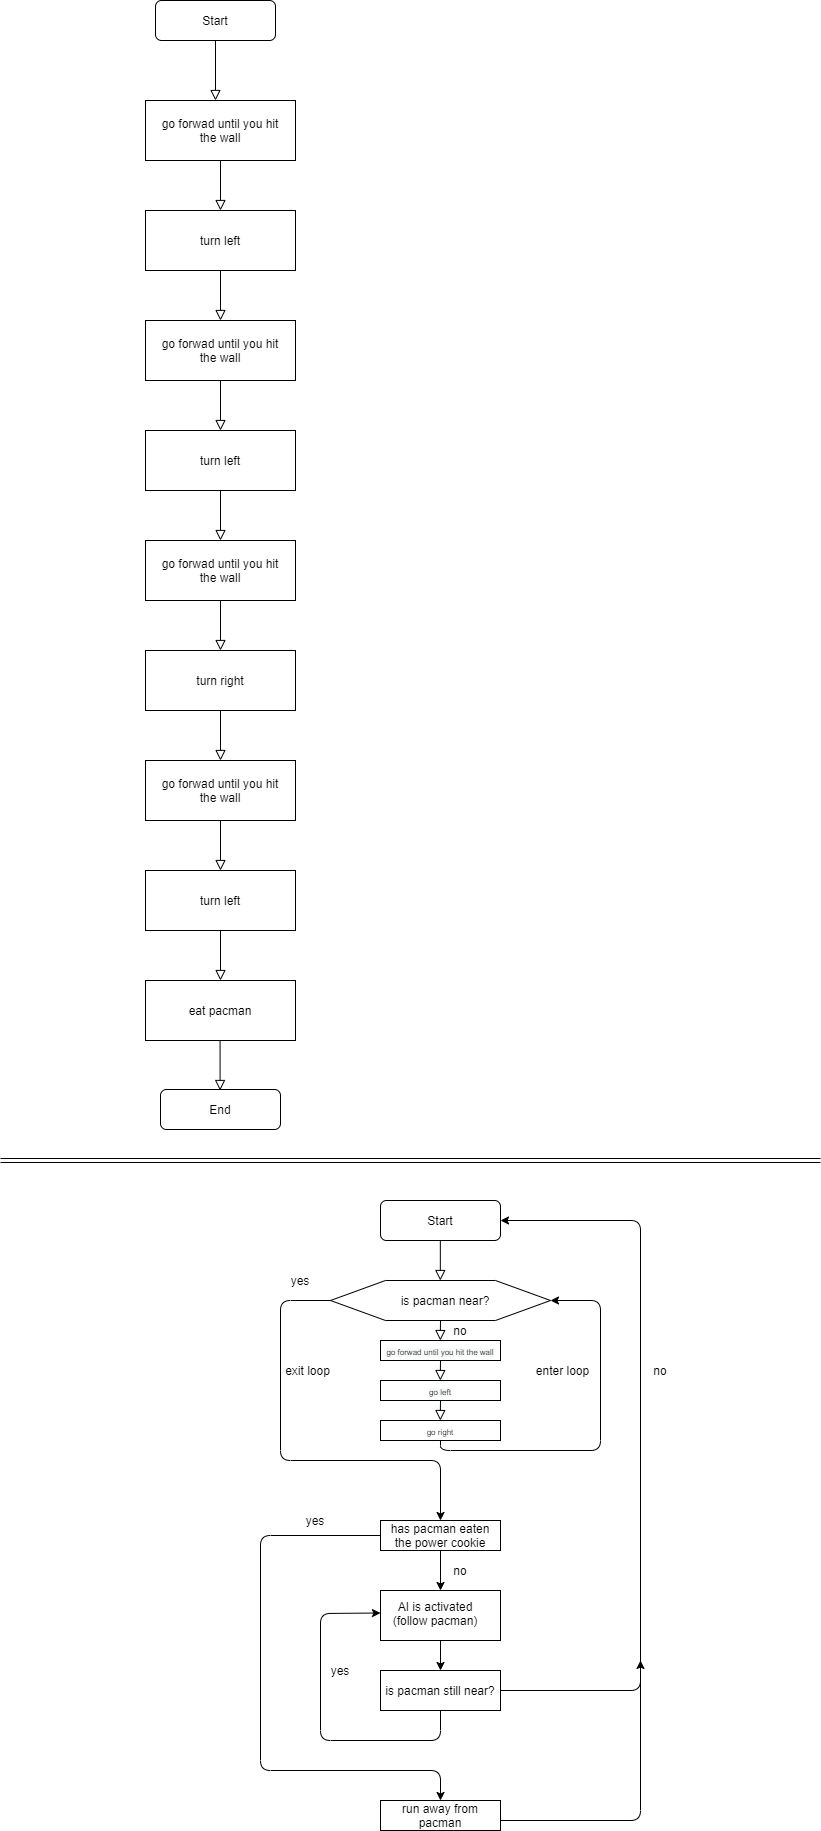 Start
go forwad until you hit
the wall
turn left
go forwad until you hit
the wall
turn left
go forwad until you hit
the wall
turn right
go forwad until you hit
the wall
turn left
eat pacman
End
Start
yes
is pacman near?
no
go forwad until you hit the wall
exit loop
enter loop
no
go left
go right
yes
has pacman eaten
the power cookie
no
AI is activated
(follow pacman)
yes
is pacman still near?
run away from
pacman